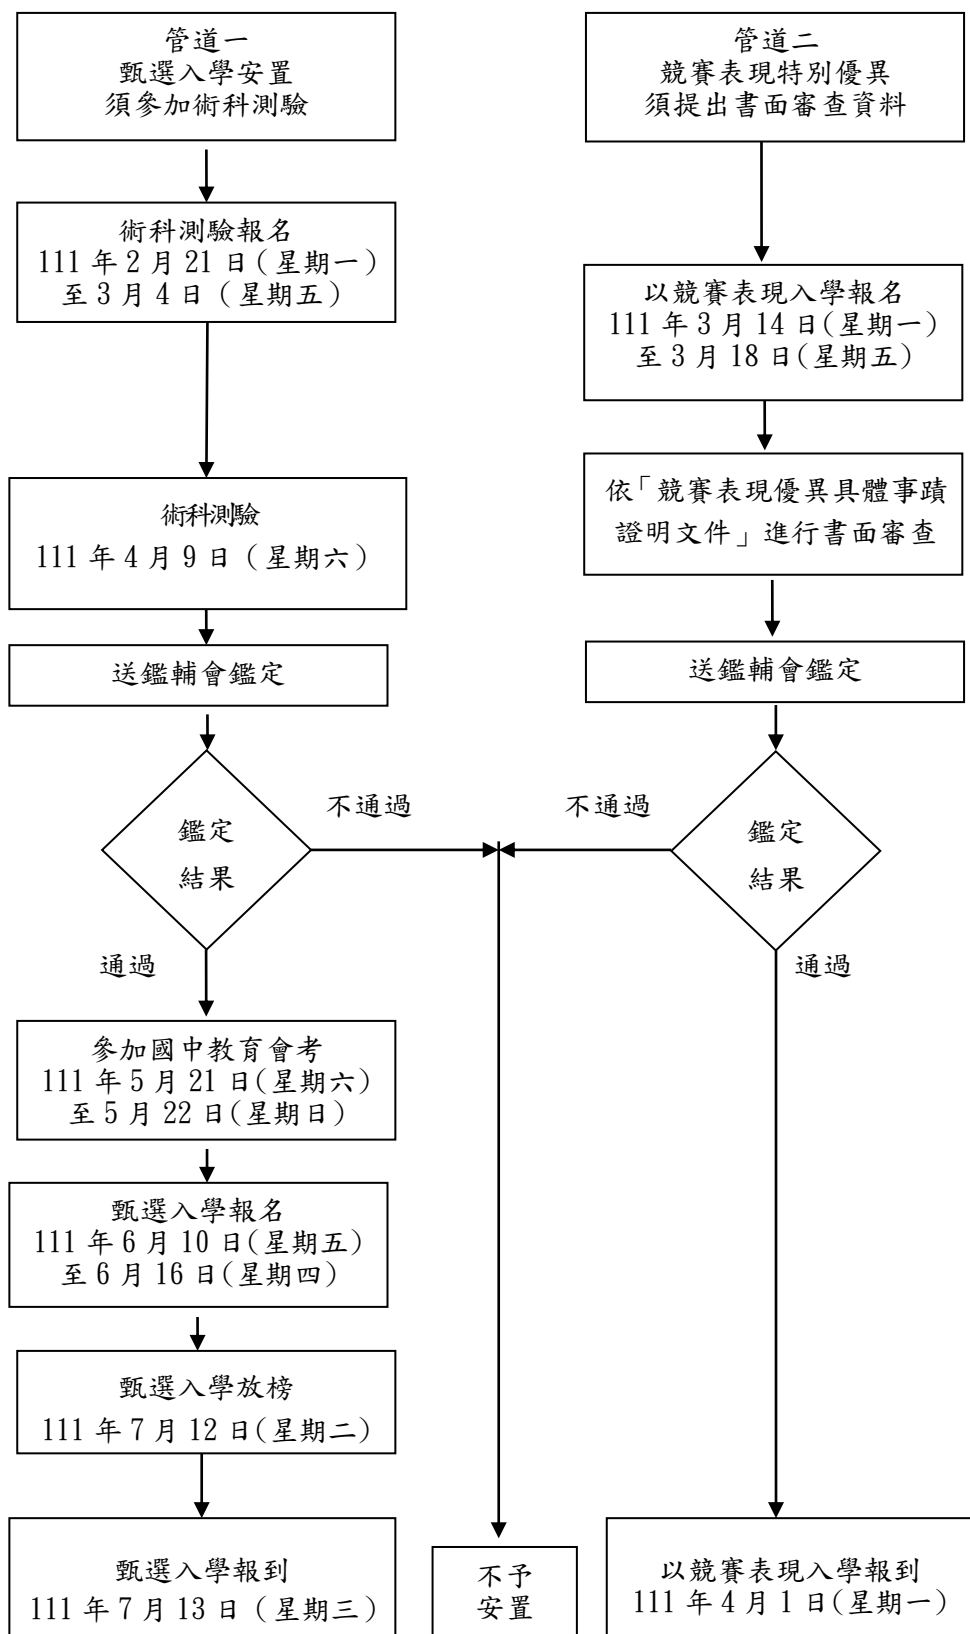 管道一
甄選入學安置
須參加術科測驗
術科測驗報名
111 年 2 月 21 日(星期一)
至 3 月 4 日 (星期五)
術科測驗
111 年 4 月 9 日 (星期六)
送鑑輔會鑑定
鑑定
結果
不通過
通過
參加國中教育會考
111 年 5 月 21 日(星期六)
至 5 月 22 日(星期日)
甄選入學報名
111 年 6 月 10 日(星期五)
至 6 月 16 日(星期四)
甄選入學放榜
111 年 7 月 12 日(星期二)
甄選入學報到
111 年 7 月 13 日 (星期三)
管道二
競賽表現特別優異
須提出書面審查資料
以競賽表現入學報名
111 年 3 月 14 日(星期一)
至 3 月 18 日(星期五)
依「競賽表現優異具體事蹟
證明文件」進行書面審查
送鑑輔會鑑定
鑑定
結果
不通過
通過
不予
安置
以競賽表現入學報到
111 年 4 月 1 日(星期一)